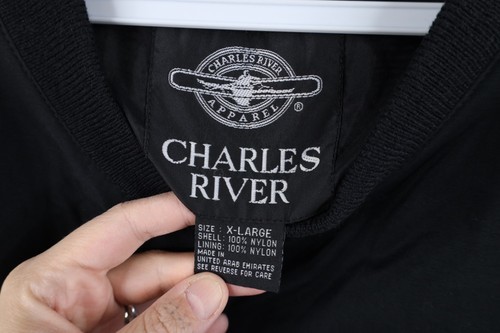 CHARLES RIVER
APPAREL ®
CHARLES
RIVER
SIZE : X-LARGE
SHELL: 100% NYLON
LINING: 100% NYLON
MADE IN
UNITED ARAB EMIRATES
SEE REVERSE FOR CARE